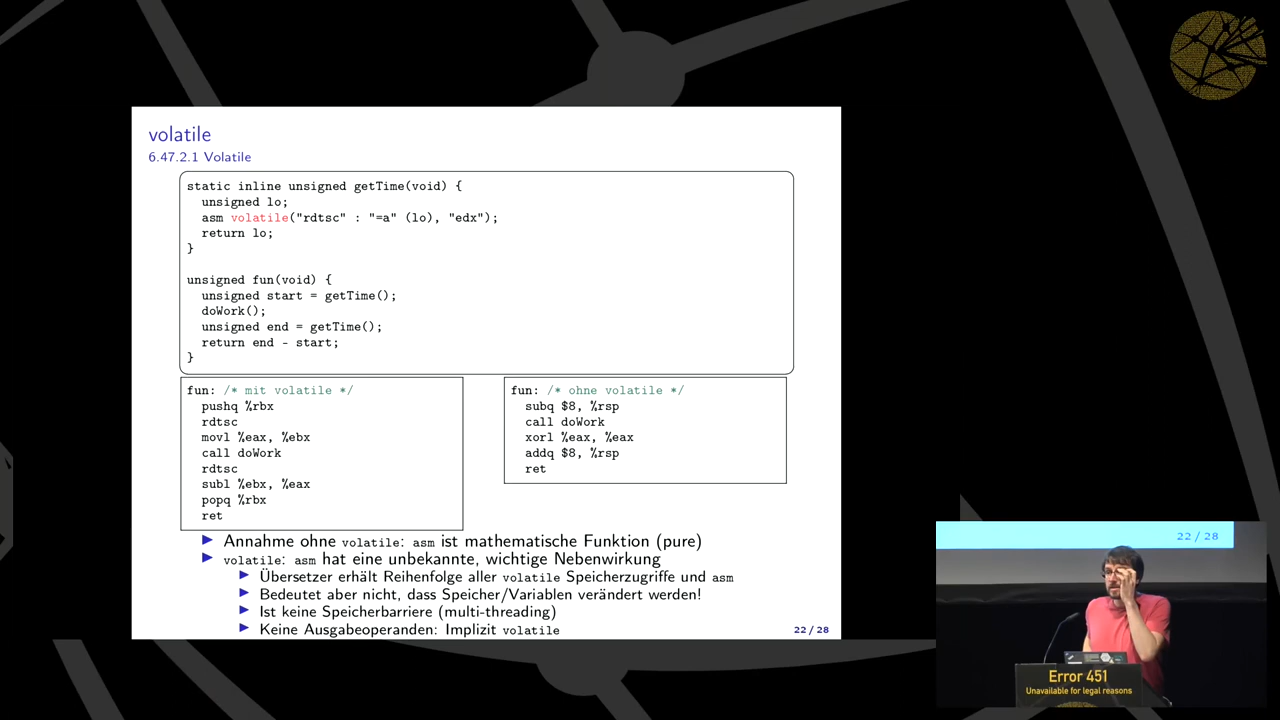 volatile
6.47.2.1 Volatile
static inline unsigned getTime(void) {
unsigned lo;
asm volatile("rdtsc" : "=a" (lo), "edx");
return lo;
}
unsigned fun(void) {
unsigned start = getTime();
doWork();
unsigned end = getTime();
return end - start;
}
fun: /* mit volatile */
pushq %rbx
rdtsc
movl %eax, %ebx
call doWork
rdtsc
subl %ebx, %eax
popq %rbx
ret
fun: /* ohne volatile */
subq $8, %rsp
call doWork
xorl %eax, %eax
addq $8, %rsp
ret
Annahme ohne volatile: asm ist mathematische Funktion (pure)
volatile: asm hat eine unbekannte, wichtige Nebenwirkung
Übersetzer erhält Reihenfolge aller volatile Speicherzugriffe und asm
Bedeutet aber nicht, dass Speicher/Variablen verändert werden!
Ist keine Speicherbarriere (multi-threading)
Keine Ausgabeoperanden: Implizit volatile
22 / 28
22 / 28
Error 451
Unavailable for legal reasons